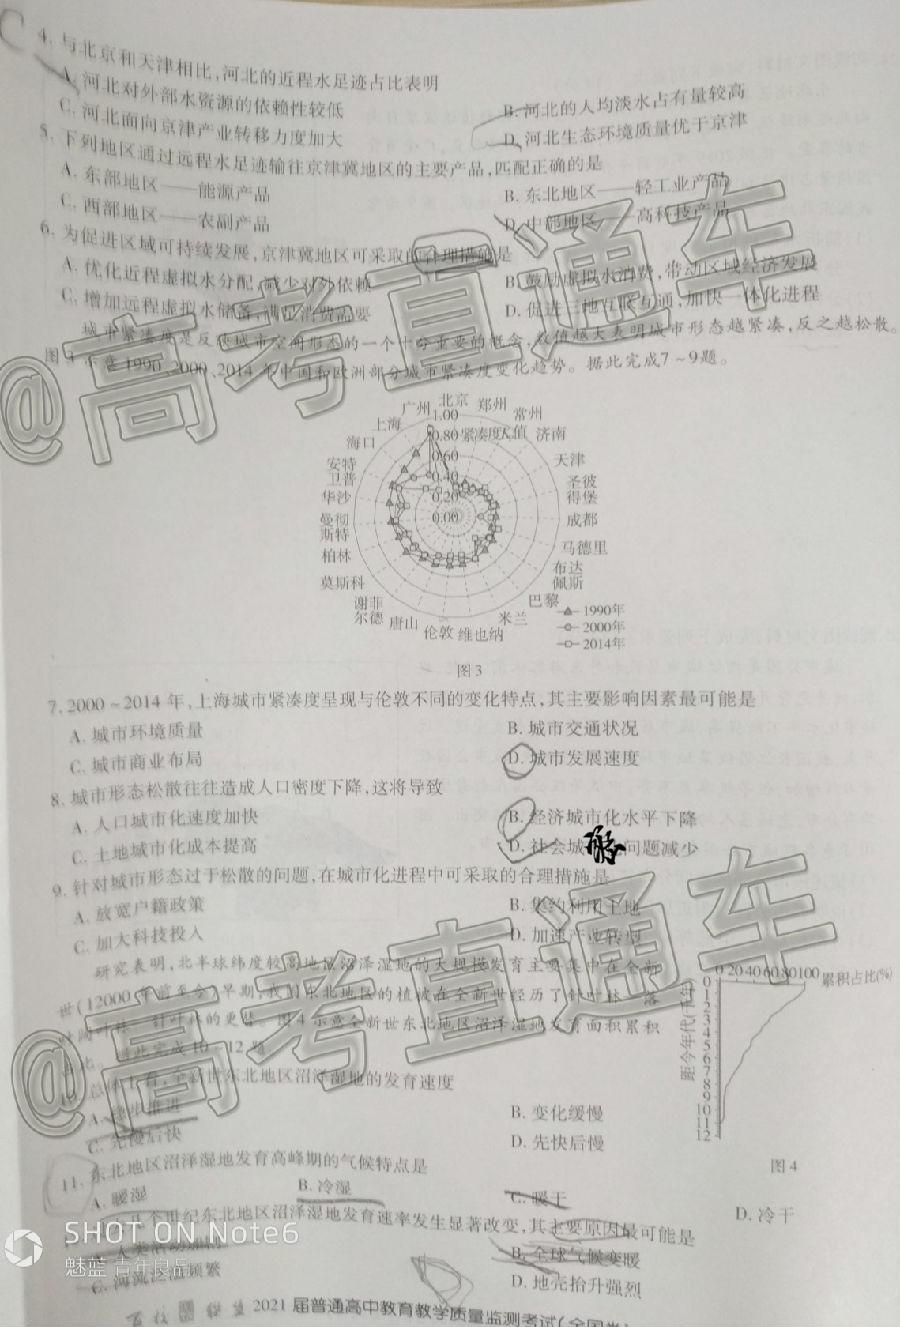 4. 与北京和天津相比,河北的近程水足迹占比表明
A. 河北对外部水资源的依赖性较低
B. 河北的人均淡水占有量较高
C. 河北面向京津产业转移力度加大
D. 河北生态环境质量优于京津
5. 下列地区通过远程水足迹输往京津冀地区的主要产品,匹配正确的是
A. 东部地区——能源产品
B. 东北地区——轻工业产品
C. 西部地区——农副产品
D. 中部地区——高科技产品
6. 为促进区域可持续发展,京津冀地区可采取的合理措施是
A. 优化近程虚拟水分配,减少对外依赖
B. 鼓励虚拟水消费,带动区域经济发展
C. 增加远程虚拟水储备,满足消费需要
D. 促进三地互联互通,加快一体化进程
城市紧凑度是反映城市空间形态的一个十分重要的概念,数值越大表明城市形态越紧凑,反之越松散。
图3示意1990、2000、2014年中国和欧洲部分城市紧凑度变化趋势。据此完成7~9题。
广州 北京 郑州
上海 1.00 常州
海口 0.80 紧凑度大值 济南
安特卫普 0.60 天津
0.40 圣彼得堡
华沙 0.20
曼彻斯特 0.00 成都
柏林 马德里
莫斯科 布达佩斯
谢菲尔德 巴黎
唐山 米兰
伦敦 维也纳
1990年
2000年
2014年
图3
7. 2000~2014年,上海城市紧凑度呈现与伦敦不同的变化特点,其主要影响因素最可能是
A. 城市环境质量
B. 城市交通状况
C. 城市商业布局
D. 城市发展速度
8. 城市形态松散往往造成人口密度下降,这将导致
A. 人口城市化速度加快
B. 经济城市化水平下降
C. 土地城市化成本提高
D. 社会城 问题减少
9. 针对城市形态过于松散的问题,在城市化进程中可采取的合理措施是
A. 放宽户籍政策
B. 集约利用土地
C. 加大科技投入
D. 加速产业转型
研究表明,北半球纬度较高地区沼泽湿地的大规模发育主要集中在全新
世(12000年前至今)早期,我国东北地区的植被在全新世经历了针叶林—落
叶阔叶林—针叶林的更替。图4示意全新世东北地区沼泽湿地发育面积累积
占比。据此完成10~12题。
总体上看,全新世东北地区沼泽湿地的发育速度
A. 稳步推进
B. 变化缓慢
C. 先慢后快
D. 先快后慢
0 20 40 60 80 100 累积占比(%)
距今年代(千年)
0
1
2
3
4
5
6
7
8
9
10
11
12
图4
11. 东北地区沼泽湿地发育高峰期的气候特点是
A. 暖湿
B. 冷湿
C. 暖干
D. 冷干
个世纪东北地区沼泽湿地发育速率发生显著改变,其主要原因最可能是
A. 人类活动加剧
B. 全球气候变暖
C. 河流泛滥频繁
D. 地壳抬升强烈
2021届普通高中教育教学质量监测考试(全国卷)
@高考直通车
@高考直通车
SHOT ON Note6
魅蓝 青年良品